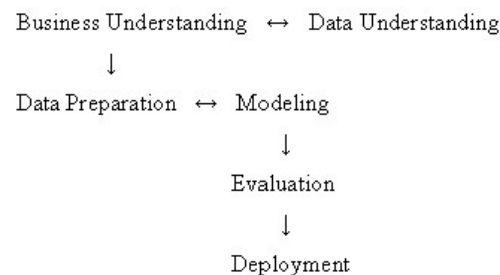 Business Understanding ↔ Data Understanding
↓
Data Preparation ↔ Modeling
↓
Evaluation
↓
Deployment